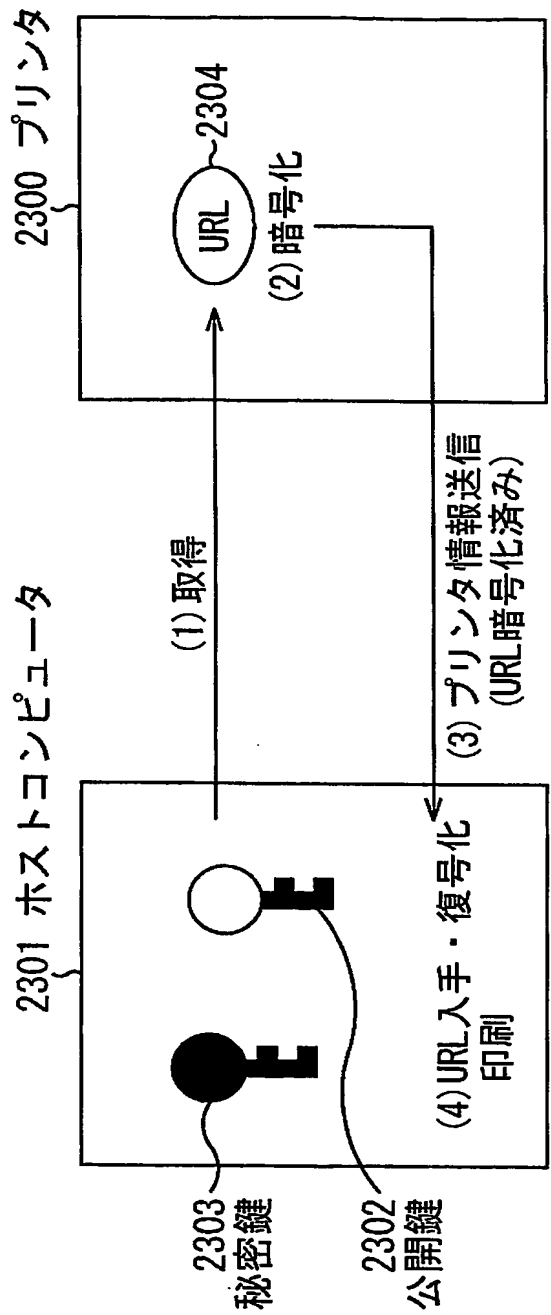 2301 ホストコンピュータ
2300 プリンタ
2303
秘密鍵
2302
公開鍵
(1)取得
URL
2304
(2)暗号化
(3)プリンタ情報送信
(URL暗号化済み)
(4)URL入手・復号化
印刷